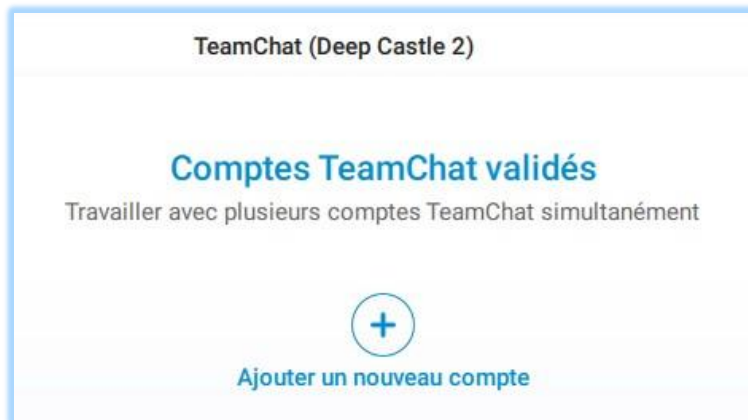 TeamChat (Deep Castle 2)
Comptes TeamChat validés
Travailler avec plusieurs comptes TeamChat simultanément
Ajouter un nouveau compte